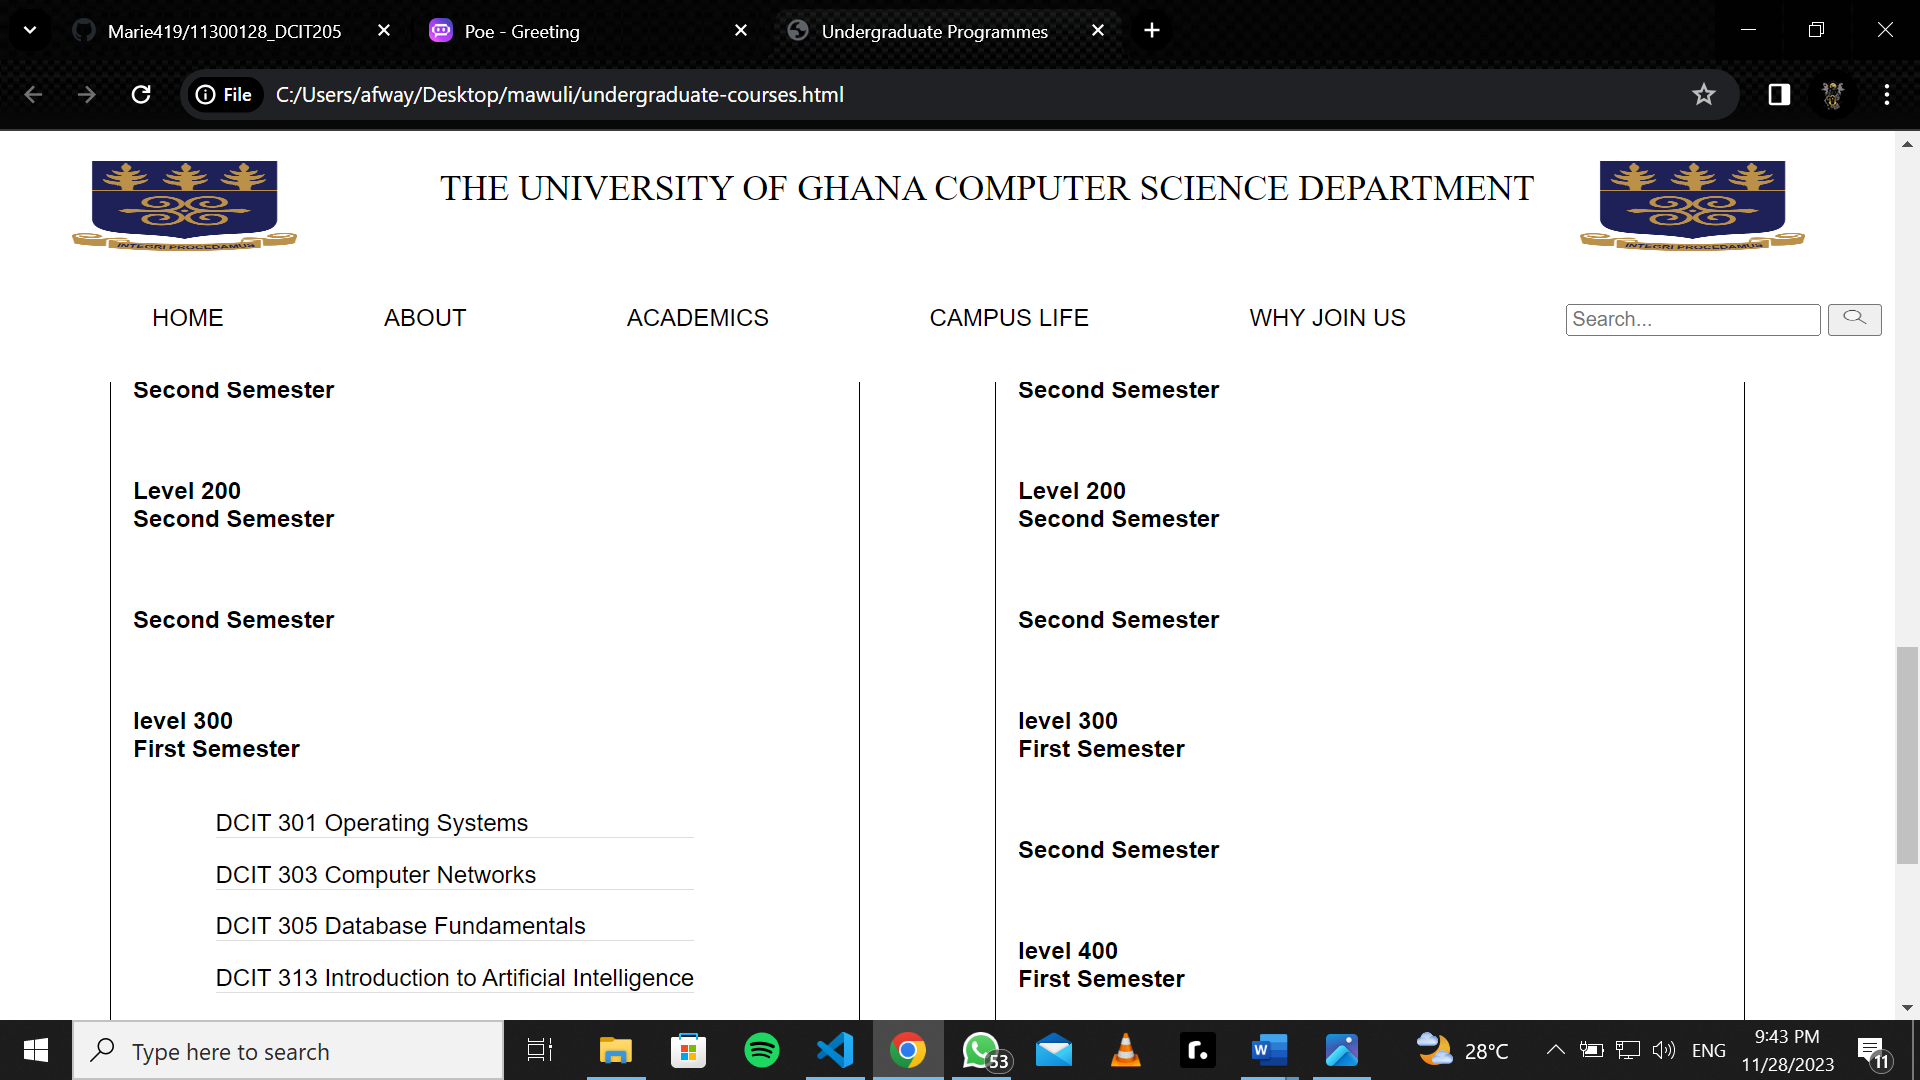 Marie419/11300128_DCIT205
Poe - Greeting
Undergraduate Programmes
File
C:/Users/afway/Desktop/mawuli/undergraduate-courses.html
THE UNIVERSITY OF GHANA COMPUTER SCIENCE DEPARTMENT
INTEGRI PROCEDAMUS
INTEGRI PROCEDAMUS
HOME
ABOUT
ACADEMICS
CAMPUS LIFE
WHY JOIN US
Search...
Second Semester
Level 200
Second Semester
Second Semester
level 300
First Semester
DCIT 301 Operating Systems
DCIT 303 Computer Networks
DCIT 305 Database Fundamentals
DCIT 313 Introduction to Artificial Intelligence
Second Semester
Level 200
Second Semester
Second Semester
level 300
First Semester
Second Semester
level 400
First Semester
Type here to search
53
W
r.
28°C
ENG
9:43 PM
11/28/2023
11